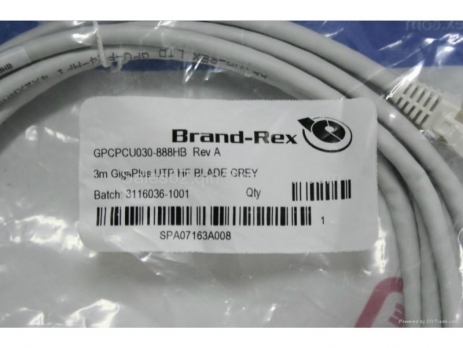 Brand-Rex
GPCPCU030-888HB Rev A
3m GigaPlus UTP HF BLADE GREY
Batch: 3116036-1001 Qty
1
SPA07163A008